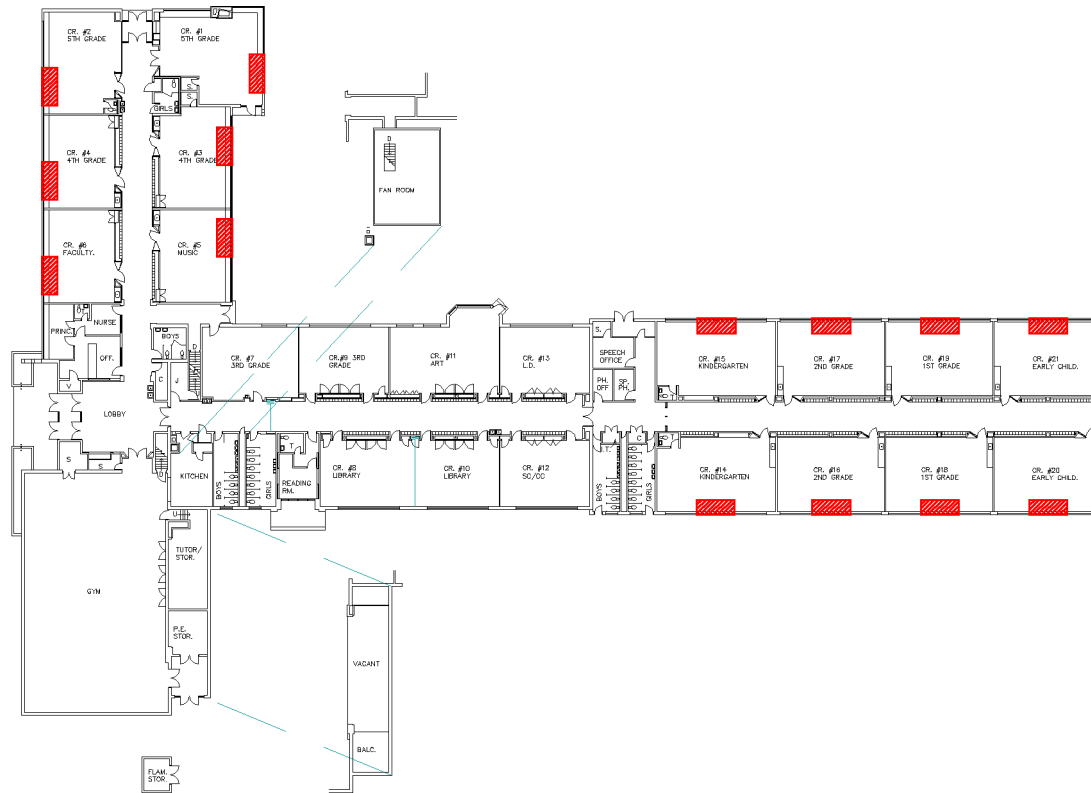 CR. #2
5TH GRADE
CR. #1
5TH GRADE
S.
S.
GIRLS
CR. #4
4TH GRADE
CR. #3
4TH GRADE
D
FAN ROOM
CR. #6
FACULTY.
CR. #5
MUSIC
PRINC.
NURSE
OFF.
BOYS
D
CR. #7
3RD GRADE
CR. #9 3RD
GRADE
CR. #11
ART
CR. #13
L.D.
S.
SPEECH
OFFICE
PH.
OFF
SP.
PH.
CR. #15
KINDERGARTEN
CR. #17
2ND GRADE
CR. #19
1ST GRADE
CR. #21
EARLY CHILD.
V
C
J
LOBBY
S
S
KITCHEN
BOYS
GIRLS
T.
READING
RM.
CR. #8
LIBRARY
CR. #10
LIBRARY
CR. #12
SO/CC
I.T.
C
BOYS
GIRLS
CR. #14
KINDERGARTEN
CR. #16
2ND GRADE
CR. #18
1ST GRADE
CR. #20
EARLY CHILD.
U
TUTOR/
STOR.
GYM
P.E.
STOR.
VACANT
BALC.
FLAM.
STOR.